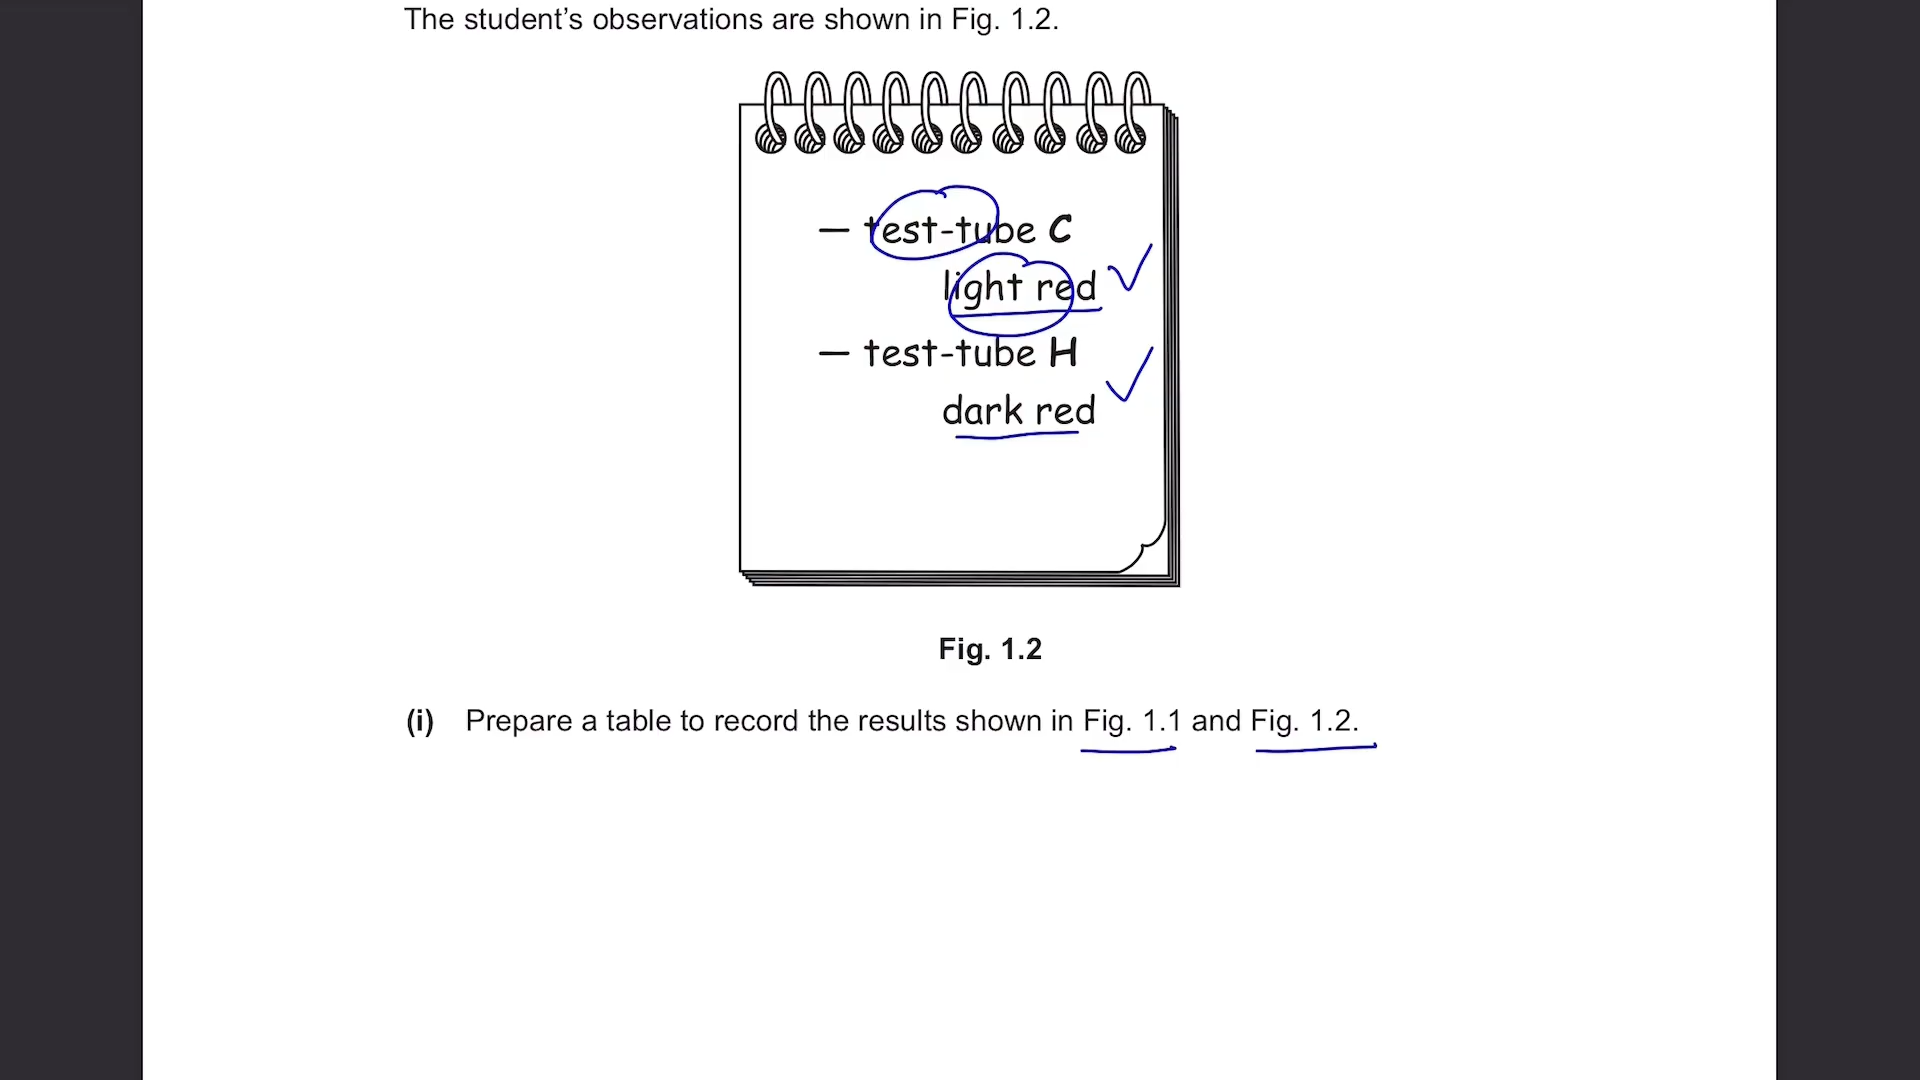 The student’s observations are shown in Fig. 1.2.
– test-tube C
light red
– test-tube H
dark red
Fig. 1.2
(i) Prepare a table to record the results shown in Fig. 1.1 and Fig. 1.2.